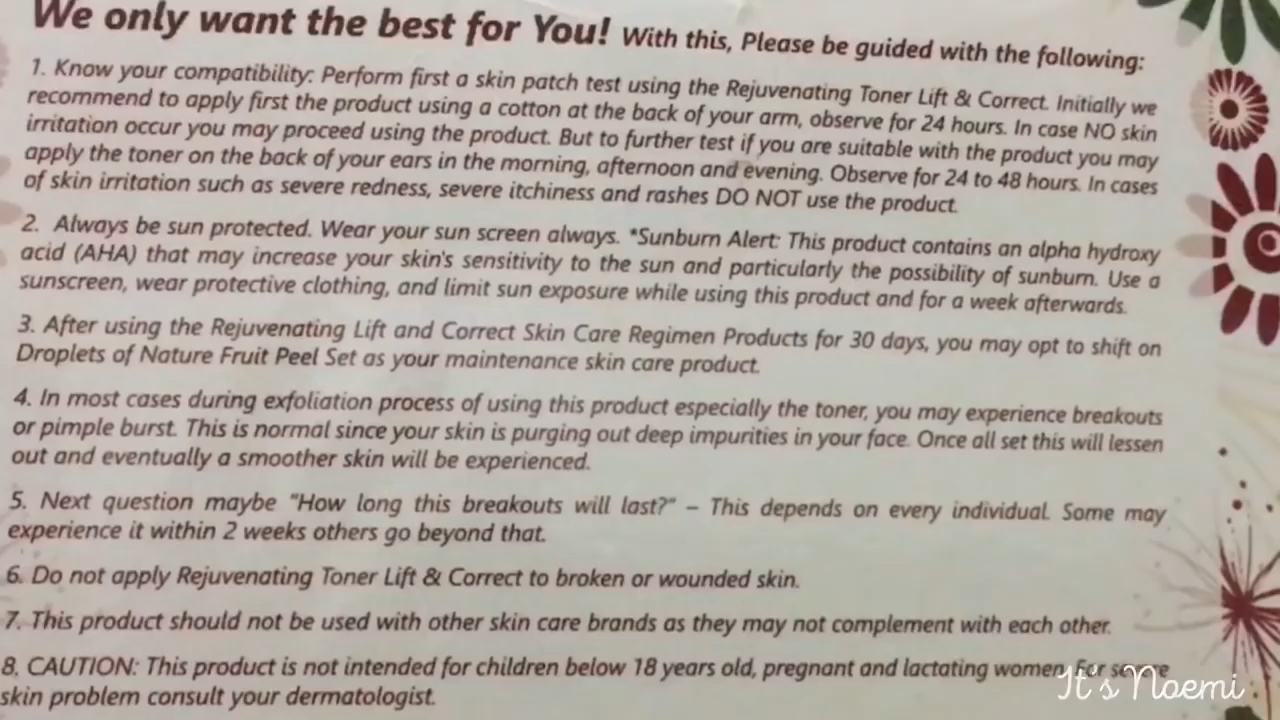 We only want the best for You! With this, Please be guided with the following:
1. Know your compatibility: Perform first a skin patch test using the Rejuvenating Toner Lift & Correct. Initially we
recommend to apply first the product using a cotton at the back of your arm, observe for 24 hours. In case NO skin
irritation occur you may proceed using the product. But to further test if you are suitable with the product you may
apply the toner on the back of your ears in the morning, afternoon and evening. Observe for 24 to 48 hours. In cases
of skin irritation such as severe redness, severe itchiness and rashes DO NOT use the product.
2. Always be sun protected. Wear your sun screen always. *Sunburn Alert: This product contains an alpha hydroxy
acid (AHA) that may increase your skin's sensitivity to the sun and particularly the possibility of sunburn. Use a
sunscreen, wear protective clothing, and limit sun exposure while using this product and for a week afterwards.
3. After using the Rejuvenating Lift and Correct Skin Care Regimen Products for 30 days, you may opt to shift on
Droplets of Nature Fruit Peel Set as your maintenance skin care product.
4. In most cases during exfoliation process of using this product especially the toner, you may experience breakouts
or pimple burst. This is normal since your skin is purging out deep impurities in your face. Once all set this will lessen
out and eventually a smoother skin will be experienced.
5. Next question maybe "How long this breakouts will last?" – This depends on every individual. Some may
experience it within 2 weeks others go beyond that.
6. Do not apply Rejuvenating Toner Lift & Correct to broken or wounded skin.
7. This product should not be used with other skin care brands as they may not complement with each other.
8. CAUTION: This product is not intended for children below 18 years old, pregnant and lactating women. For
skin problem consult your dermatologist.
It's Noemi